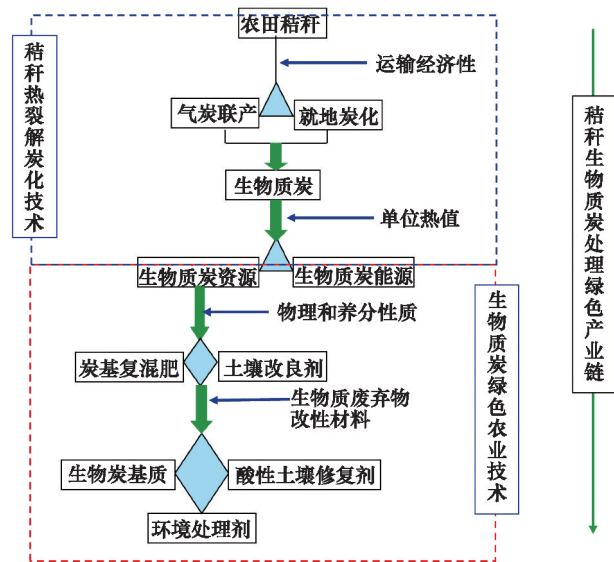 农田秸秆
运输经济性
气炭联产
就地炭化
生物质炭
单位热值
生物质炭资源
生物质炭能源
物理和养分性质
炭基复混肥
土壤改良剂
生物质废弃物
改性材料
生物炭基质
酸性土壤修复剂
环境处理剂
秸秆热裂解炭化技术
生物质炭绿色农业技术
秸秆生物质炭处理绿色产业链